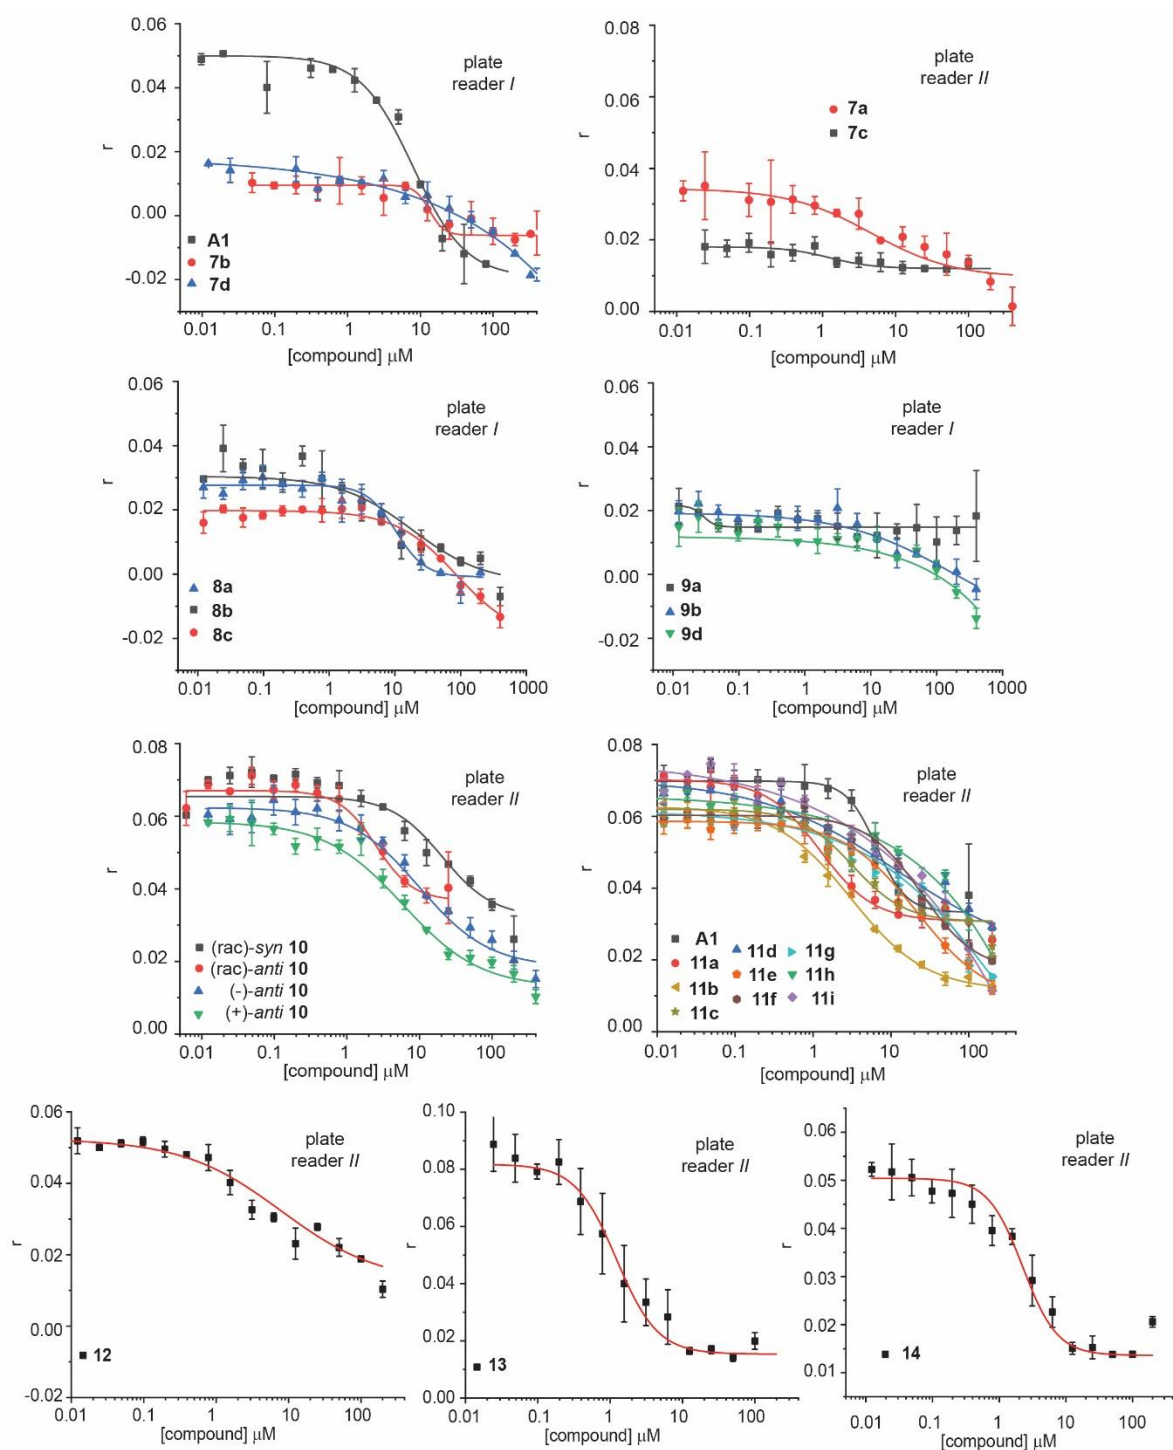 0.06
0.04
0.02
0.00
-0.02
r
plate
reader I
A1
7b
7d
0.01 0.1 1 10 100
[compound] μM
0.08
0.06
0.04
0.02
0.00
r
plate
reader II
7a
7c
0.01 0.1 1 10 100
[compound] μM
0.06
0.04
0.02
0.00
-0.02
r
plate
reader I
8a
8b
8c
0.01 0.1 1 10 100 1000
[compound] μM
0.06
0.04
0.02
0.00
-0.02
r
plate
reader I
9a
9b
9d
0.01 0.1 1 10 100 1000
[compound] μM
0.08
0.06
0.04
0.02
0.00
r
plate
reader II
(rac)-syn 10
(rac)-anti 10
(-)-anti 10
(+)-anti 10
0.01 0.1 1 10 100
[compound] μM
0.08
0.06
0.04
0.02
0.00
r
plate
reader II
A1 11d 11g
11a 11e 11h
11b 11f 11i
11c
0.01 0.1 1 10 100
[compound] μM
0.06
0.04
0.02
0.00
-0.02
r
plate
reader II
12
0.01 0.1 1 10 100
[compound] μM
0.10
0.08
0.06
0.04
0.02
0.00
r
plate
reader II
13
0.01 0.1 1 10 100
[compound] μM
0.06
0.05
0.04
0.03
0.02
0.01
r
plate
reader II
14
0.01 0.1 1 10 100
[compound] μM